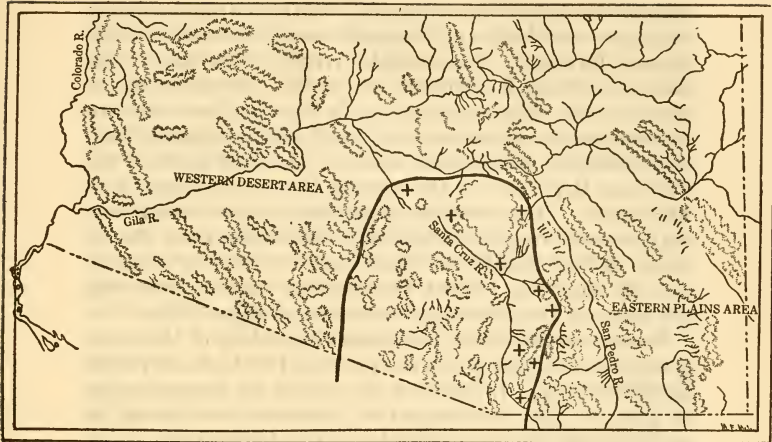 Colorado R.
WESTERN DESERT AREA
Gila R.
Santa Cruz R.
EASTERN PLAINS AREA
San Pedro R.